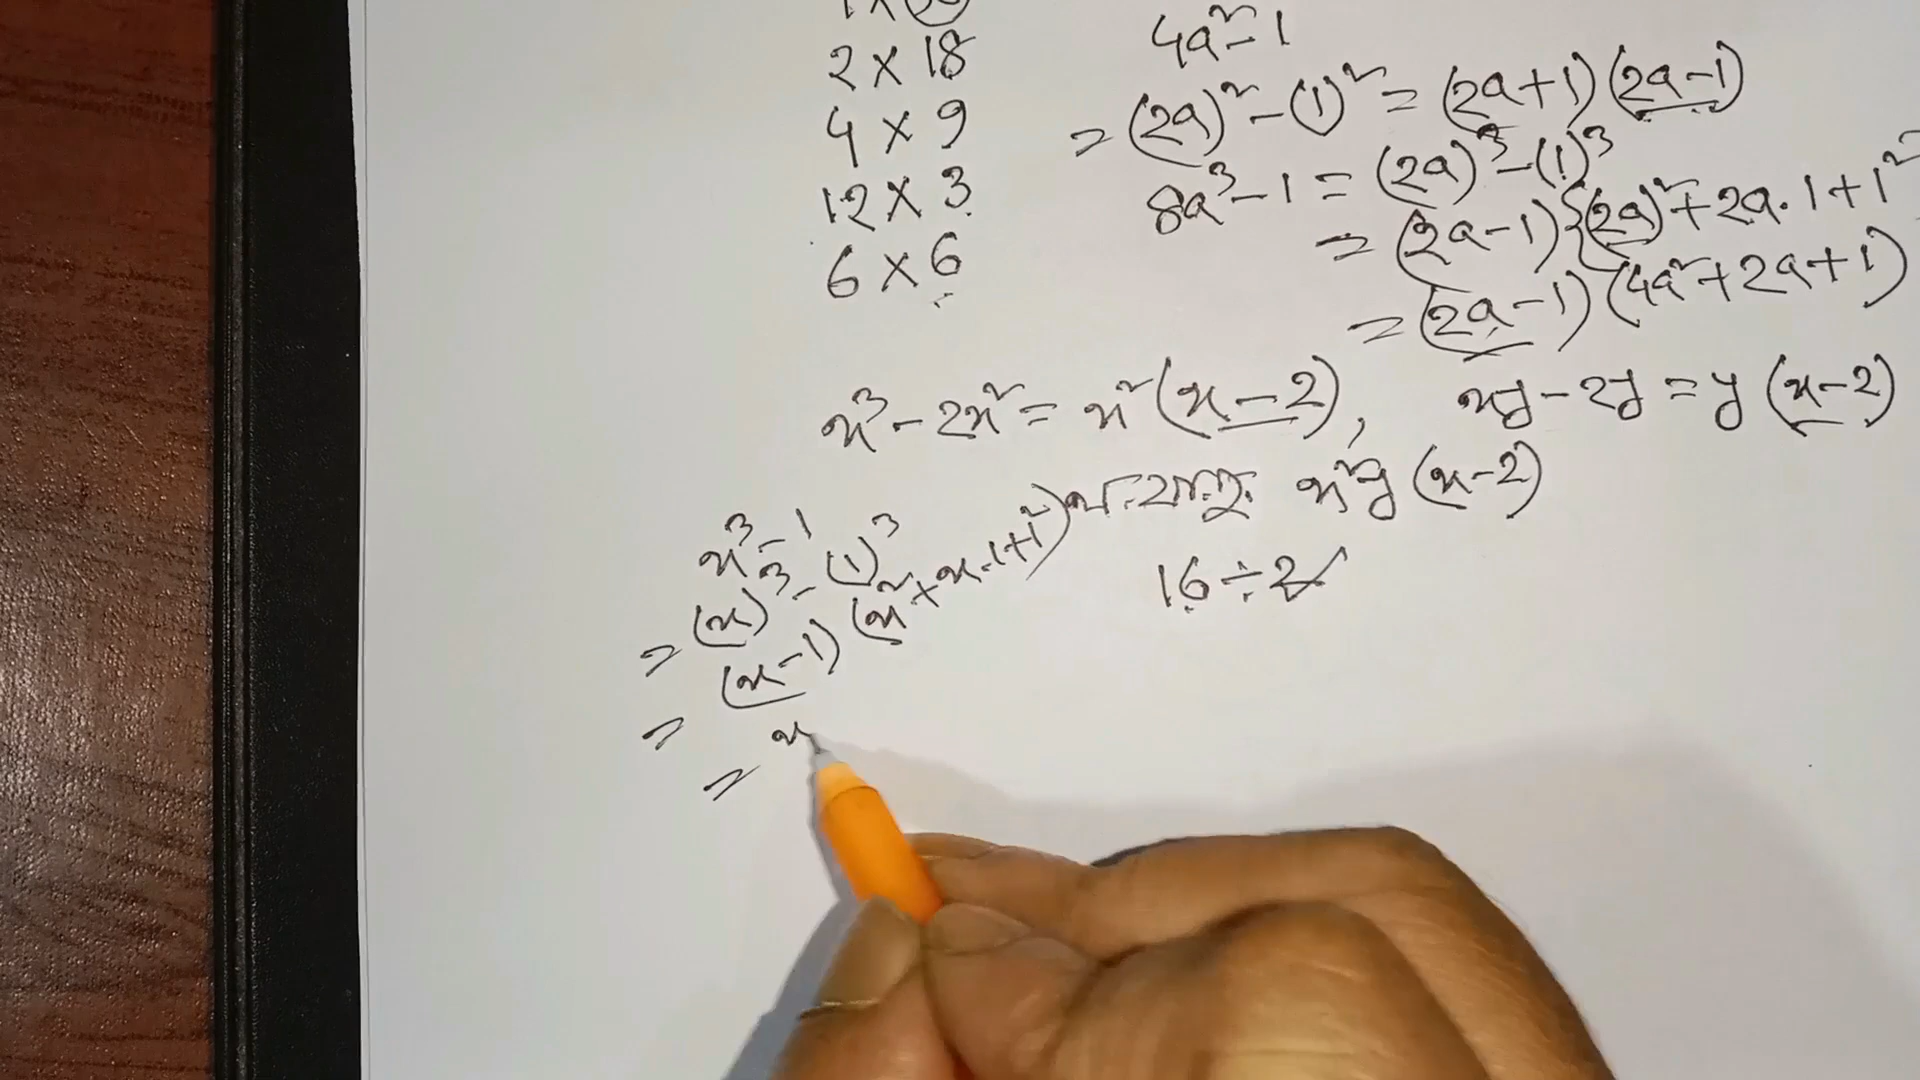 2 × 18
4 × 9
12 × 3
6 × 6
4a² - 1
= (2a)² - (1)² = (2a+1) (2a-1)
8a³ - 1 = (2a)³ - (1)³
= (2a-1) {(2a)² + 2a.1 + 1²
= (2a-1) (4a² + 2a + 1)
x³ - 2x² = x² (x-2) , xy - 2y = y (x-2)
x²y (x-2)
16 ÷ 2
x³ - 1
= (x)³ - (1)³
= (x-1) (x² + x.1 + 1²)
= x